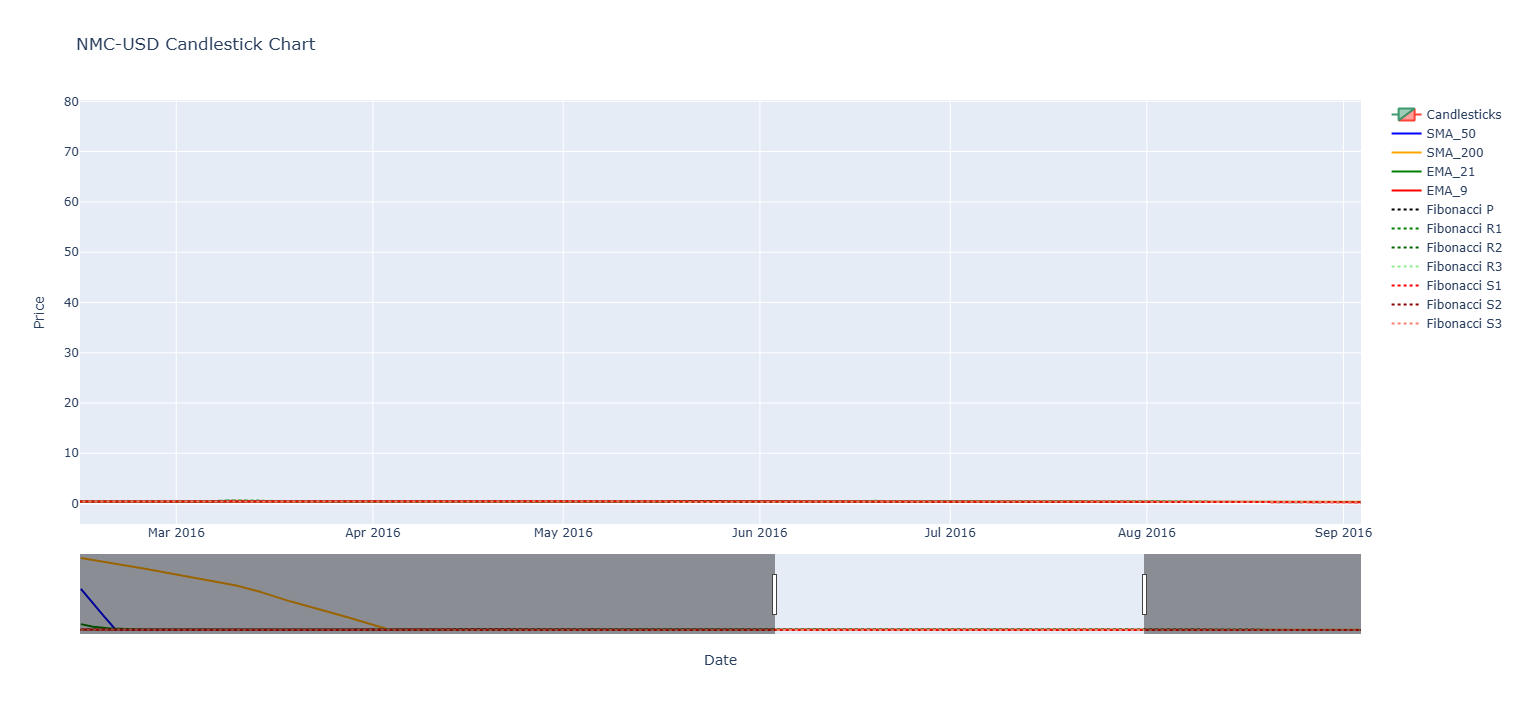 NMC-USD Candlestick Chart
80
70
60
50
40
30
20
10
0
Price
Mar 2016
Apr 2016
May 2016
Jun 2016
Jul 2016
Aug 2016
Sep 2016
Date
Candlesticks
SMA_50
SMA_200
EMA_21
EMA_9
Fibonacci P
Fibonacci R1
Fibonacci R2
Fibonacci R3
Fibonacci S1
Fibonacci S2
Fibonacci S3